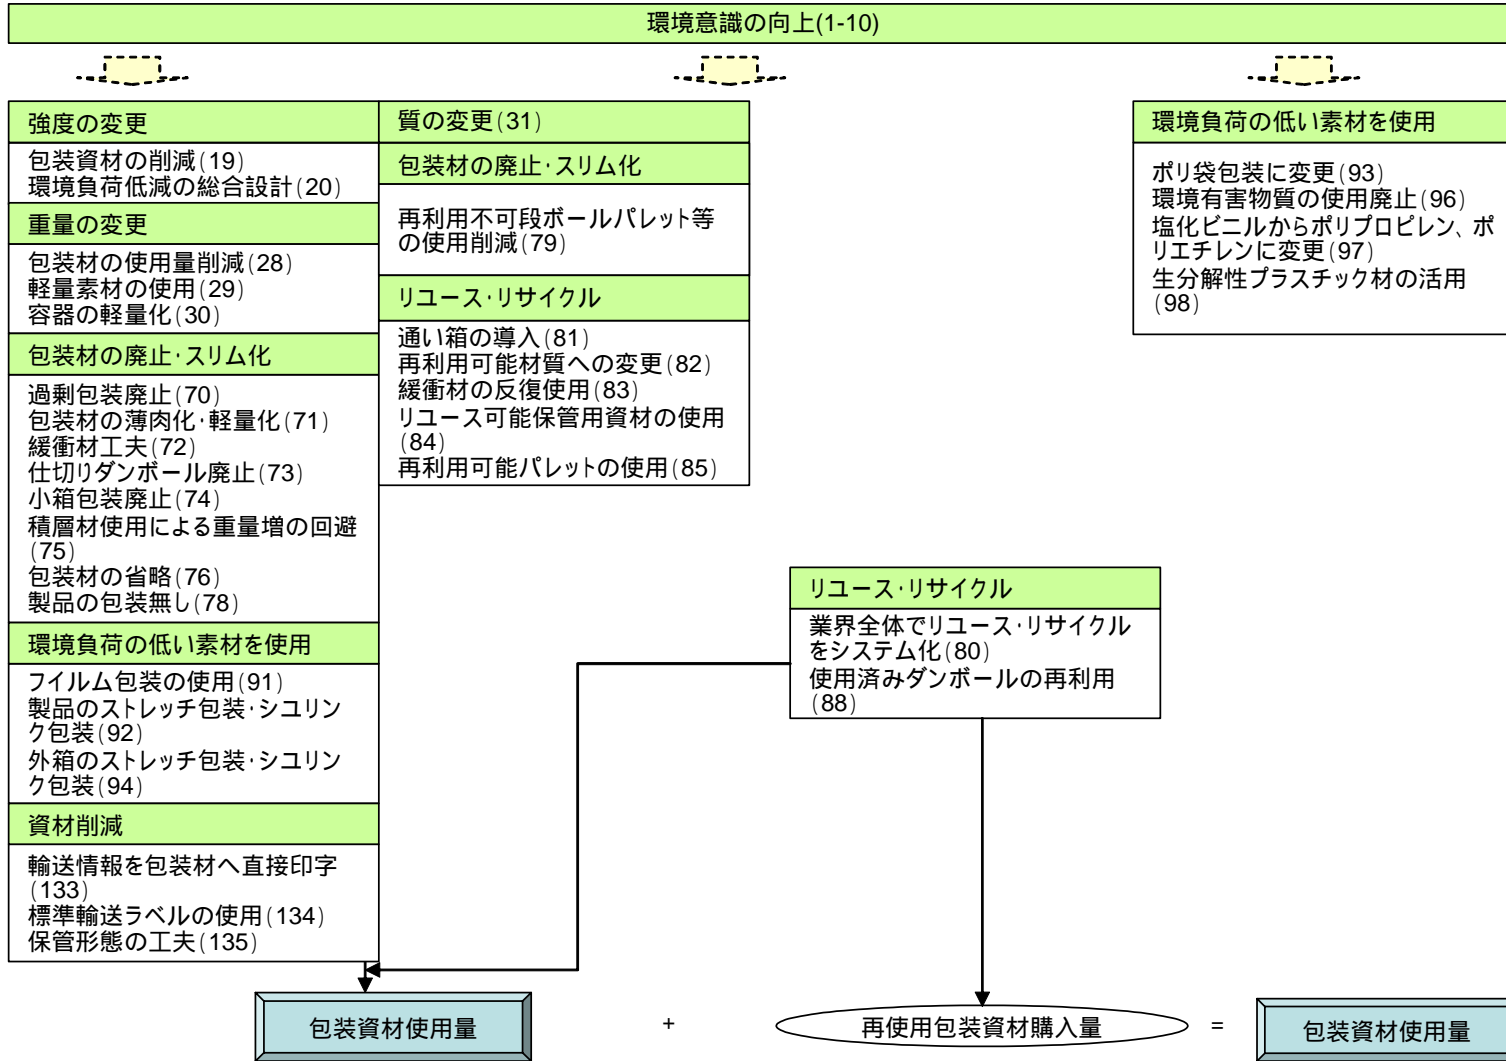 環境意識の向上(1-10)
強度の変更
包装資材の削減(19)
環境負荷低減の総合設計(20)
重量の変更
包装材の使用量削減(28)
軽量素材の使用(29)
容器の軽量化(30)
包装材の廃止・スリム化
過剰包装廃止(70)
包装材の薄肉化・軽量化(71)
緩衝材工夫(72)
仕切りダンボール廃止(73)
小箱包装廃止(74)
積層材使用による重量増の回避
(75)
包装材の省略(76)
製品の包装無し(78)
環境負荷の低い素材を使用
フイルム包装の使用(91)
製品のストレッチ包装・シユリン
ク包装(92)
外箱のストレッチ包装・シユリン
ク包装(94)
資材削減
輸送情報を包装材へ直接印字
(133)
標準輸送ラベルの使用(134)
保管形態の工夫(135)
質の変更(31)
包装材の廃止・スリム化
再利用不可段ボールパレット等
の使用削減(79)
リユース・リサイクル
通い箱の導入(81)
再利用可能材質への変更(82)
緩衝材の反復使用(83)
リユース可能保管用資材の使用
(84)
再利用可能パレットの使用(85)
リユース・リサイクル
業界全体でリユース・リサイクル
をシステム化(80)
使用済みダンボールの再利用
(88)
環境負荷の低い素材を使用
ポリ袋包装に変更(93)
環境有害物質の使用廃止(96)
塩化ビニルからポリプロピレン、ポ
リエチレンに変更(97)
生分解性プラスチック材の活用
(98)
包装資材使用量
+
再使用包装資材購入量
=
包装資材使用量